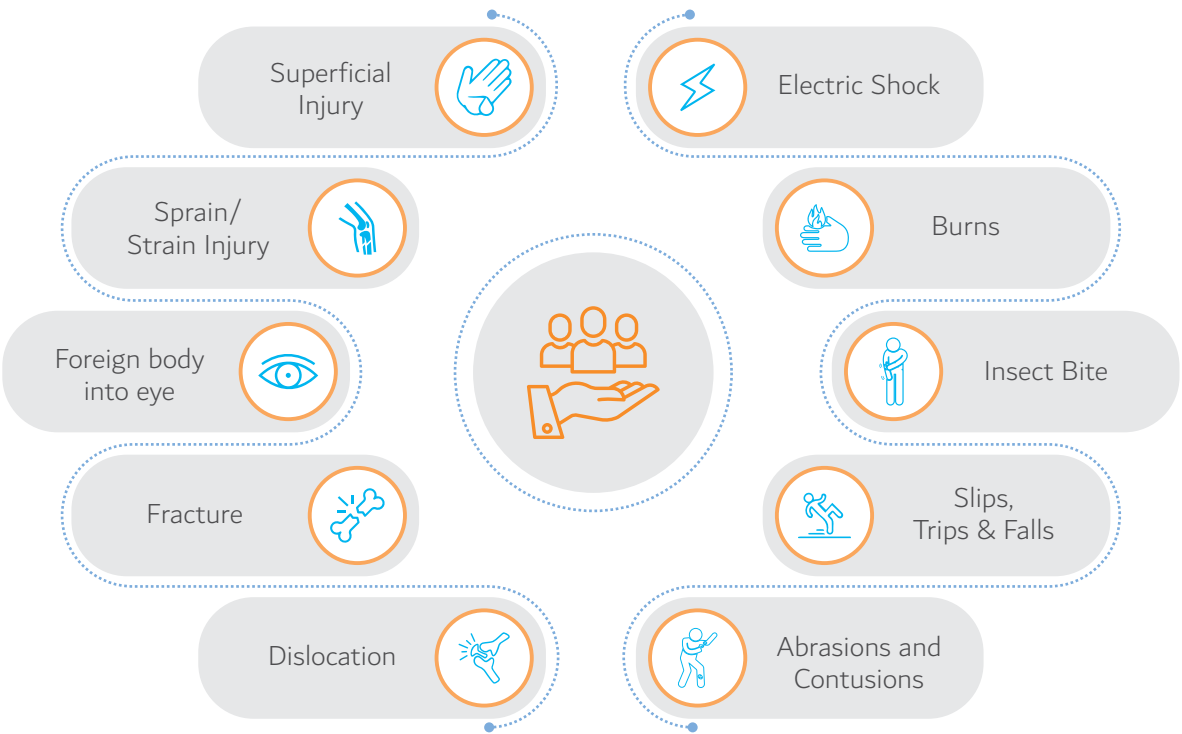 Superficial
Injury
Electric Shock
Sprain/
Strain Injury
Burns
Foreign body
into eye
Insect Bite
Fracture
Slips,
Trips & Falls
Dislocation
Abrasions and
Contusions